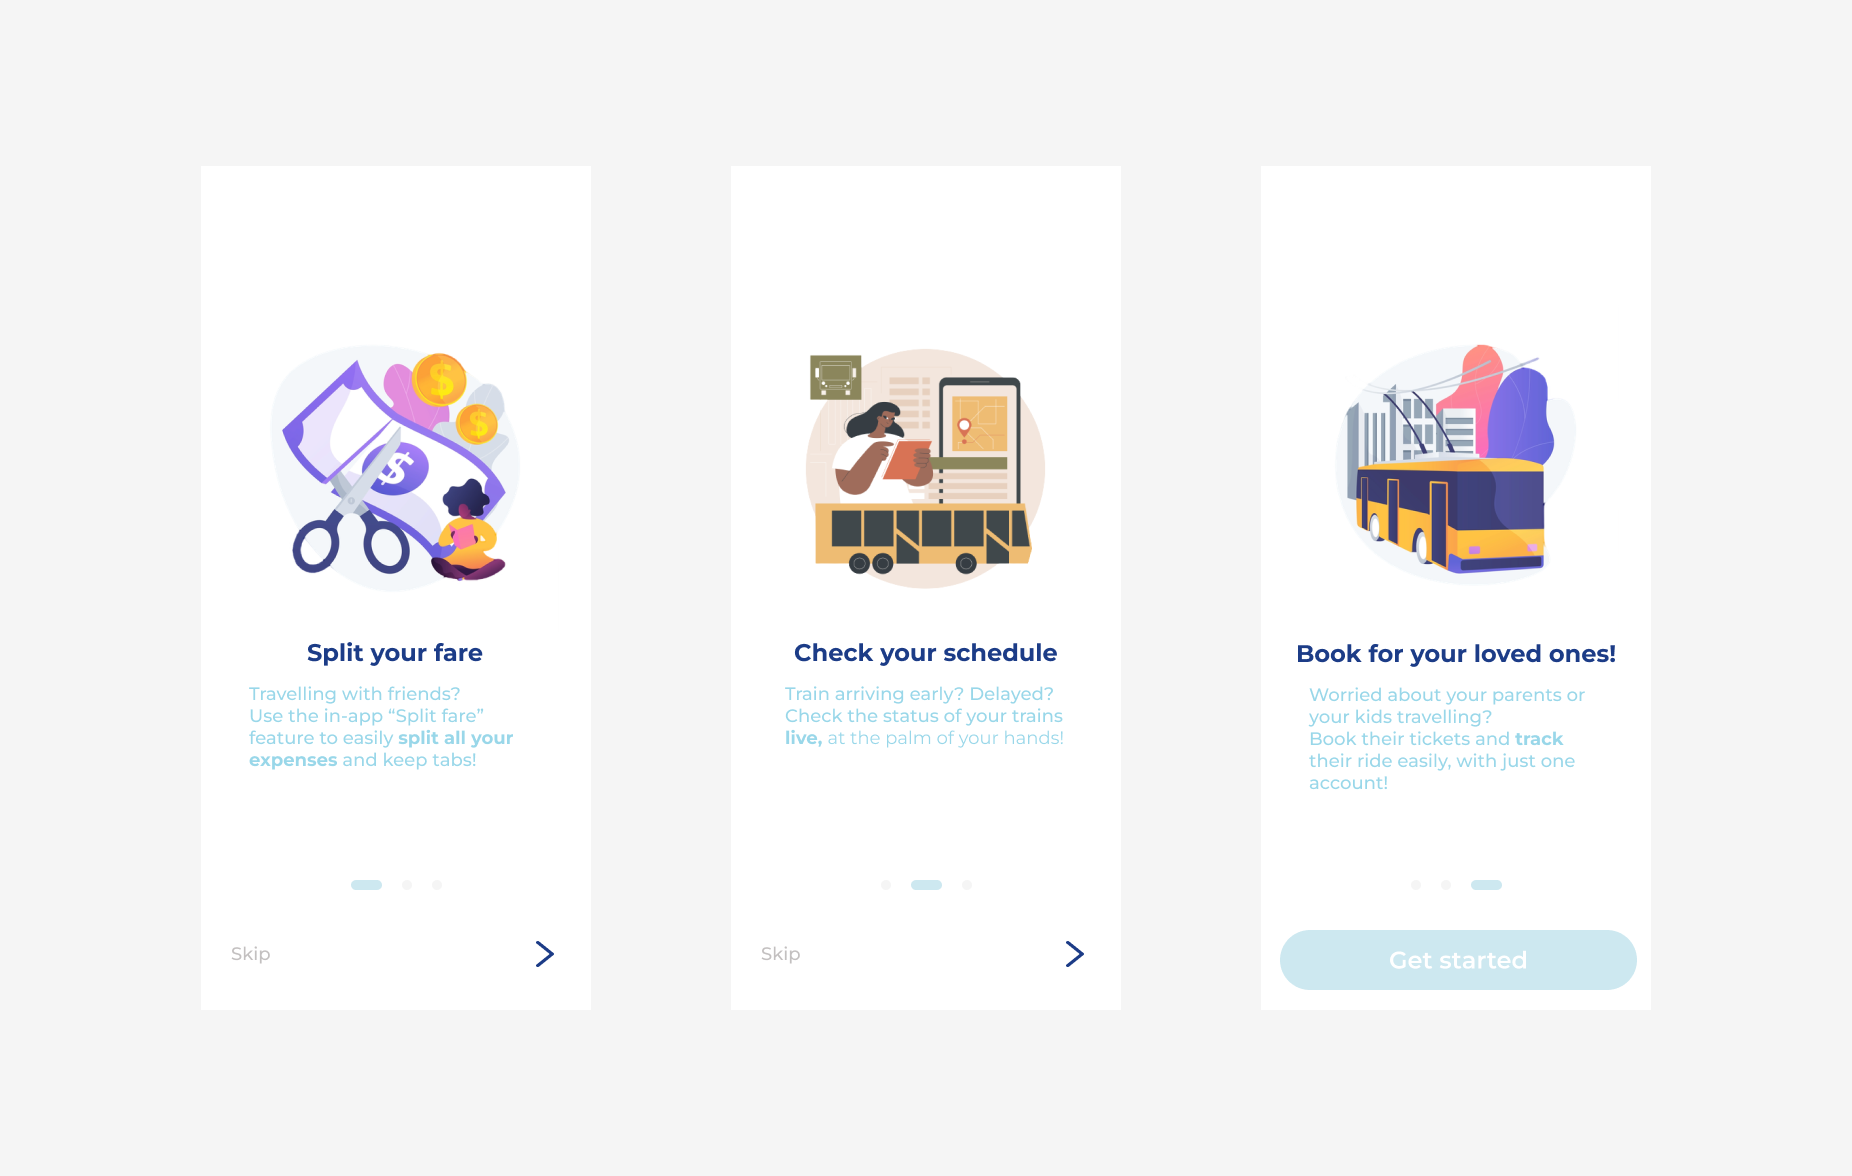 Split your fare
Travelling with friends?
Use the in-app “Split fare”
feature to easily split all your
expenses and keep tabs!
Skip
Check your schedule
Train arriving early? Delayed?
Check the status of your trains
live, at the palm of your hands!
Skip
Book for your loved ones!
Worried about your parents or
your kids travelling?
Book their tickets and track
their ride easily, with just one
account!
Get started